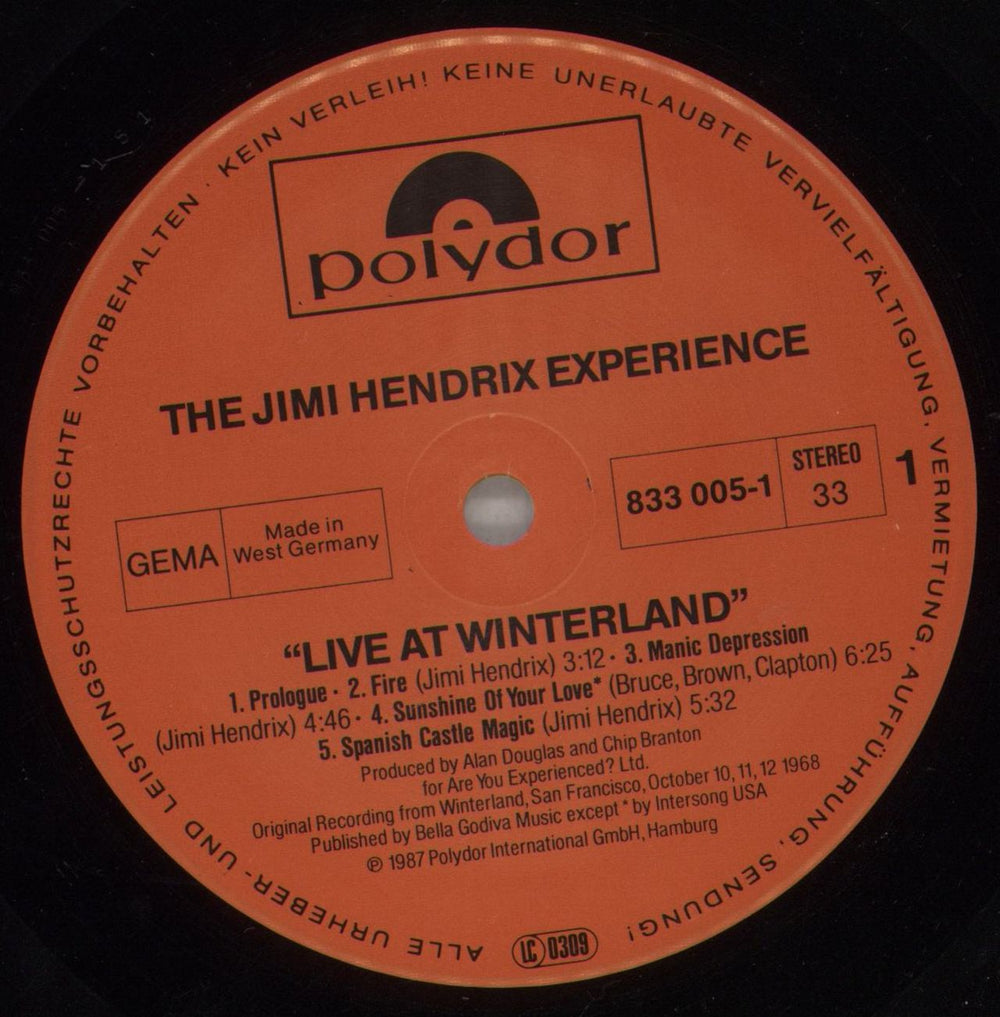 ALLE URHEBER- UND LEISTUNGSSCHUTZRECHTE VORBEHALTEN · KEIN VERLEIH! KEINE UNERLAUBTE VERVIELFÄLTIGUNG, VERMIETUNG, AUFFÜHRUNG, SENDUNG!
polydor
THE JIMI HENDRIX EXPERIENCE
833 005-1
STEREO
33
1
GEMA
Made in
West Germany
“LIVE AT WINTERLAND”
1. Prologue · 2. Fire (Jimi Hendrix) 3:12 · 3. Manic Depression
(Jimi Hendrix) 4:46 · 4. Sunshine Of Your Love* (Bruce, Brown, Clapton) 6:25
5. Spanish Castle Magic (Jimi Hendrix) 5:32
Produced by Alan Douglas and Chip Branton
for Are You Experienced? Ltd.
Original Recording from Winterland, San Francisco, October 10, 11, 12 1968
Published by Bella Godiva Music except * by Intersong USA
℗ 1987 Polydor International GmbH, Hamburg
LC 0309